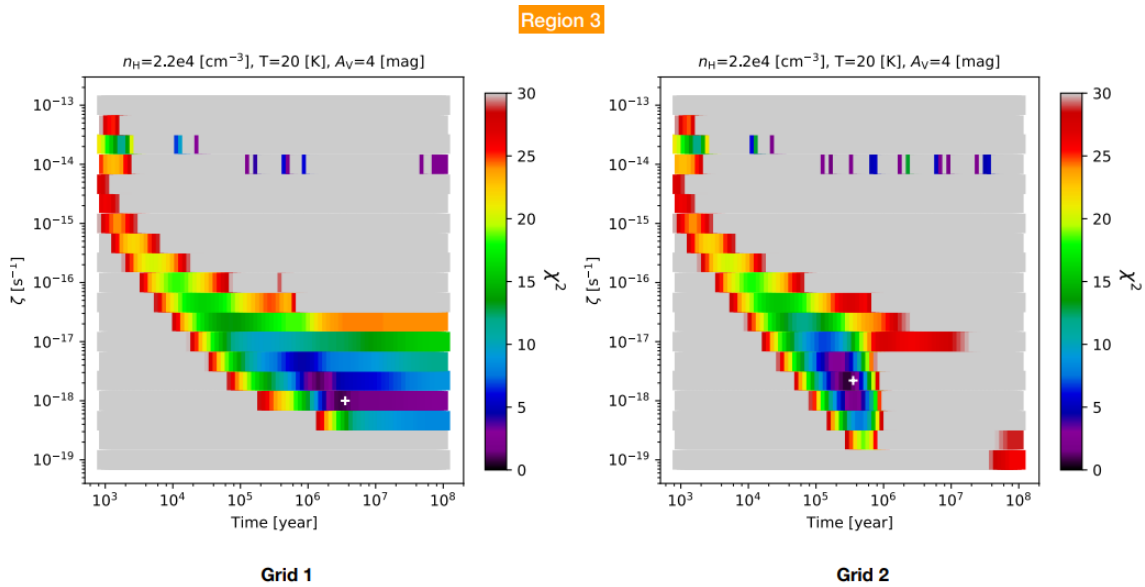 Region 3
n_H=2.2e4 [cm⁻³], T=20 [K], A_V=4 [mag]
10⁻¹³
10⁻¹⁴
10⁻¹⁵
10⁻¹⁶
10⁻¹⁷
10⁻¹⁸
10⁻¹⁹
ζ [s⁻¹]
10³ 10⁴ 10⁵ 10⁶ 10⁷ 10⁸
Time [year]
30
25
20
15
10
5
0
χ²
Grid 1
n_H=2.2e4 [cm⁻³], T=20 [K], A_V=4 [mag]
10⁻¹³
10⁻¹⁴
10⁻¹⁵
10⁻¹⁶
10⁻¹⁷
10⁻¹⁸
10⁻¹⁹
ζ [s⁻¹]
10³ 10⁴ 10⁵ 10⁶ 10⁷ 10⁸
Time [year]
30
25
20
15
10
5
0
χ²
Grid 2